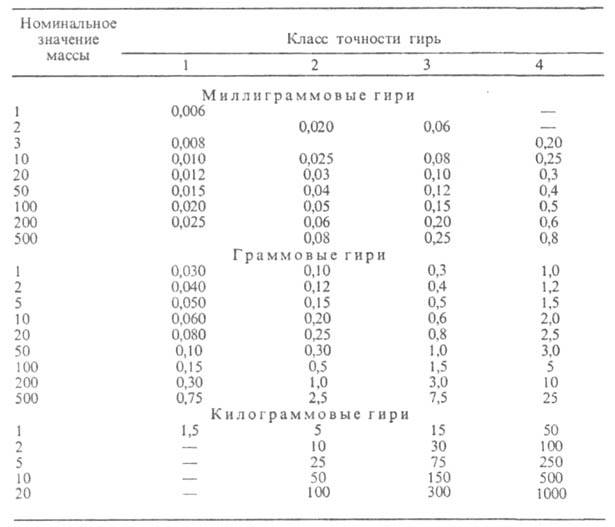 Номинальное значение массы Класс точности гирь
1 2 3 4
Миллиграммовые гири
1 0,006 —
2 0,020 0,06 —
3 0,008 0,20
10 0,010 0,025 0,08 0,25
20 0,012 0,03 0,10 0,3
50 0,015 0,04 0,12 0,4
100 0,020 0,05 0,15 0,5
200 0,025 0,06 0,20 0,6
500 0,08 0,25 0,8
Граммовые гири
1 0,030 0,10 0,3 1,0
2 0,040 0,12 0,4 1,2
5 0,050 0,15 0,5 1,5
10 0,060 0,20 0,6 2,0
20 0,080 0,25 0,8 2,5
50 0,10 0,30 1,0 3,0
100 0,15 0,5 1,5 5
200 0,30 1,0 3,0 10
500 0,75 2,5 7,5 25
Килограммовые гири
1 1,5 5 15 50
2 — 10 30 100
5 — 25 75 250
10 — 50 150 500
20 — 100 300 1000